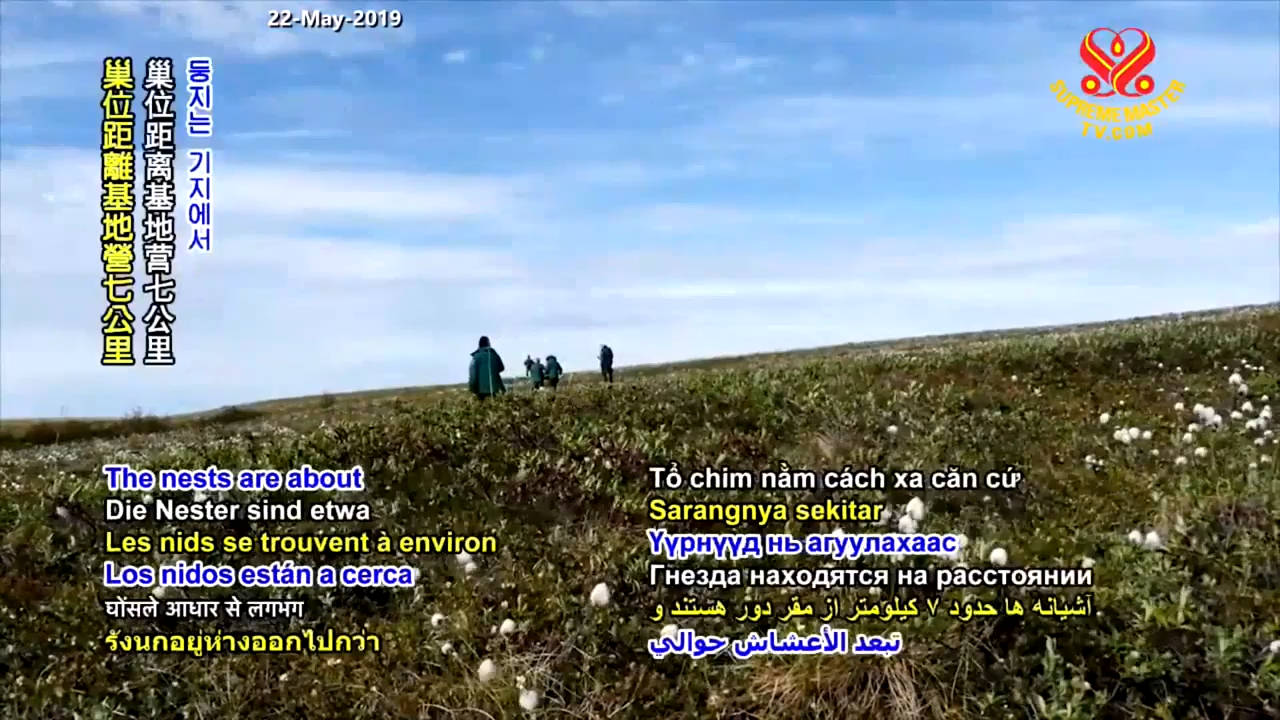 22-May-2019
SUPREME MASTER
TV.COM
둥지는 기지에서
巢位距离基地营七公里
巢位距離基地營七公里
The nests are about
Die Nester sind etwa
Les nids se trouvent à environ
Los nidos están a cerca
घोंसले आधार से लगभग
รังนกอยู่ห่างออกไปกว่า
Tổ chim nằm cách xa căn cứ
Sarangnya sekitar
Үүрнүүд нь агуулахаас
Гнезда находятся на расстоянии
آشیانه ها حدود ۷ کیلومتر از مقر دور هستند و
تبعد الأعشاش حوالي